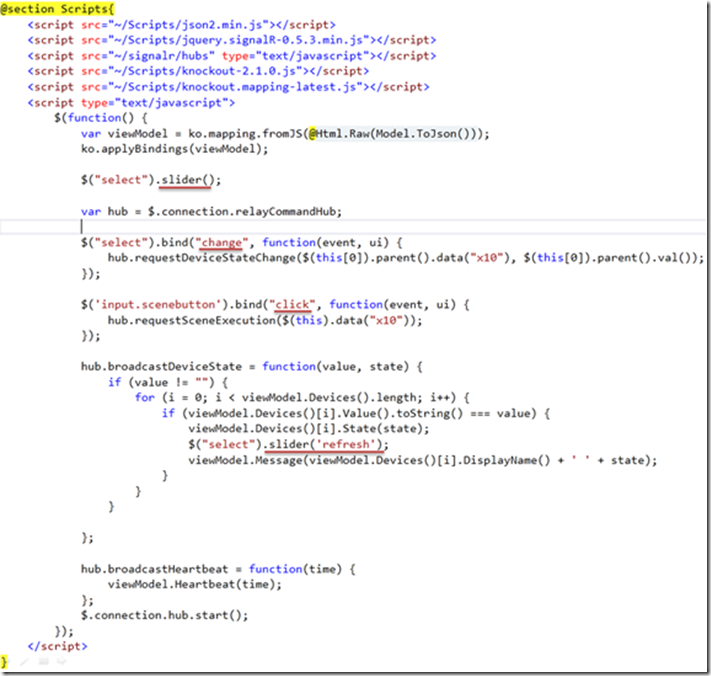 @section Scripts{
    <script src="~/Scripts/json2.min.js"></script>
    <script src="~/Scripts/jquery.signalR-0.5.3.min.js"></script>
    <script src="~/signalr/hubs" type="text/javascript"></script>
    <script src="~/Scripts/knockout-2.1.0.js"></script>
    <script src="~/Scripts/knockout.mapping-latest.js"></script>
    <script type="text/javascript">
        $(function() {
            var viewModel = ko.mapping.fromJS(@Html.Raw(Model.ToJson()));
            ko.applyBindings(viewModel);

            $("select").slider();

            var hub = $.connection.relayCommandHub;

            $("select").bind("change", function(event, ui) {
                hub.requestDeviceStateChange($(this[0]).parent().data("x10"), $(this[0]).parent().val());
            });

            $('input.scenebutton').bind("click", function(event, ui) {
                hub.requestSceneExecution($(this).data("x10"));
            });

            hub.broadcastDeviceState = function(value, state) {
                if (value != "") {
                    for (i = 0; i < viewModel.Devices().length; i++) {
                        if (viewModel.Devices()[i].Value().toString() === value) {
                            viewModel.Devices()[i].State(state);
                            $("select").slider('refresh');
                            viewModel.Message(viewModel.Devices()[i].DisplayName() + ' ' + state);
                        }
                    }
                }

            };

            hub.broadcastHeartbeat = function(time) {
                viewModel.Heartbeat(time);
            };
            $.connection.hub.start();
        });
    </script>
}